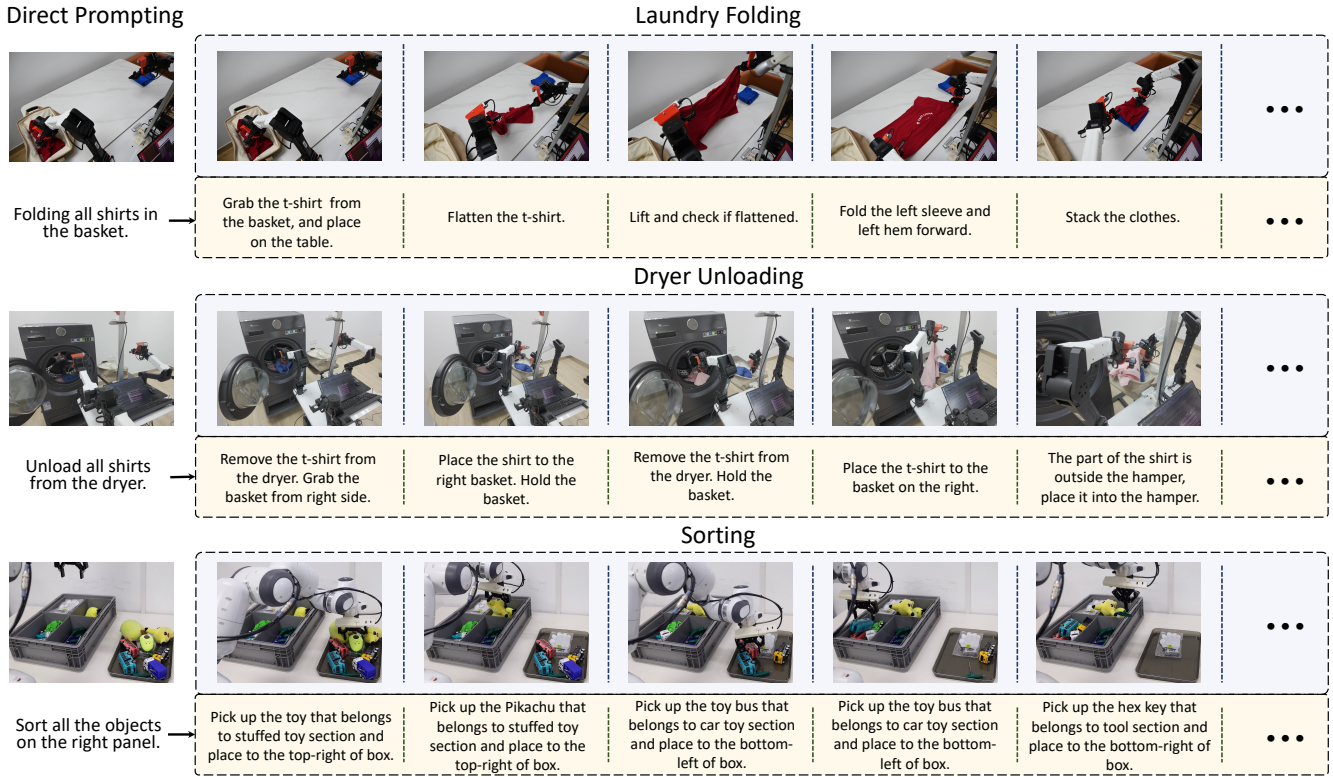 Direct Prompting
Laundry Folding
Folding all shirts in
the basket.
Grab the t-shirt from
the basket, and place
on the table.
Flatten the t-shirt.
Lift and check if flattened.
Fold the left sleeve and
left hem forward.
Stack the clothes.
Dryer Unloading
Unload all shirts
from the dryer.
Remove the t-shirt from
the dryer. Grab the
basket from right side.
Place the shirt to the
right basket. Hold the
basket.
Remove the t-shirt from
the dryer. Hold the
basket.
Place the t-shirt to the
basket on the right.
The part of the shirt is
outside the hamper,
place it into the hamper.
Sorting
Sort all the objects
on the right panel.
Pick up the toy that belongs
to stuffed toy section and
place to the top-right of box.
Pick up the Pikachu that
belongs to stuffed toy
section and place to the
top-right of box.
Pick up the toy bus that
belongs to car toy section
and place to the bottom-
left of box.
Pick up the toy bus that
belongs to car toy section
and place to the bottom-
left of box.
Pick up the hex key that
belongs to tool section and
place to the bottom-right of
box.